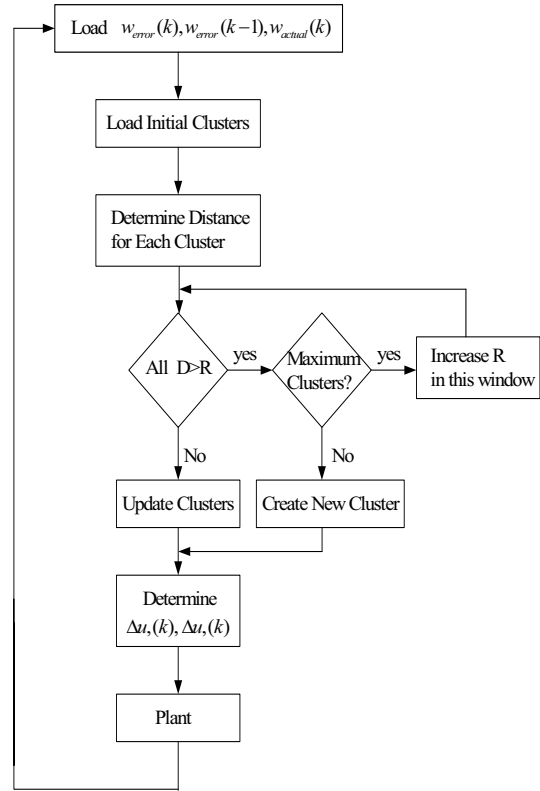 Load w_error(k), w_error(k−1), w_actual(k)
Load Initial Clusters
Determine Distance
for Each Cluster
All D>R
yes
Maximum
Clusters?
yes
Increase R
in this window
No
No
Update Clusters
Create New Cluster
Determine
Δu,(k), Δu,(k)
Plant